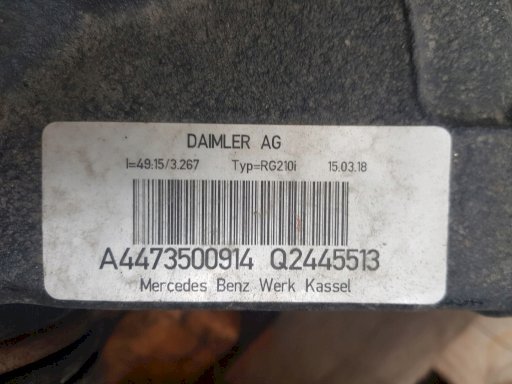 DAIMLER AG
I=49:15/3.267 Typ=RG210i 15.03.18
A4473500914 Q2445513
Mercedes Benz Werk Kassel